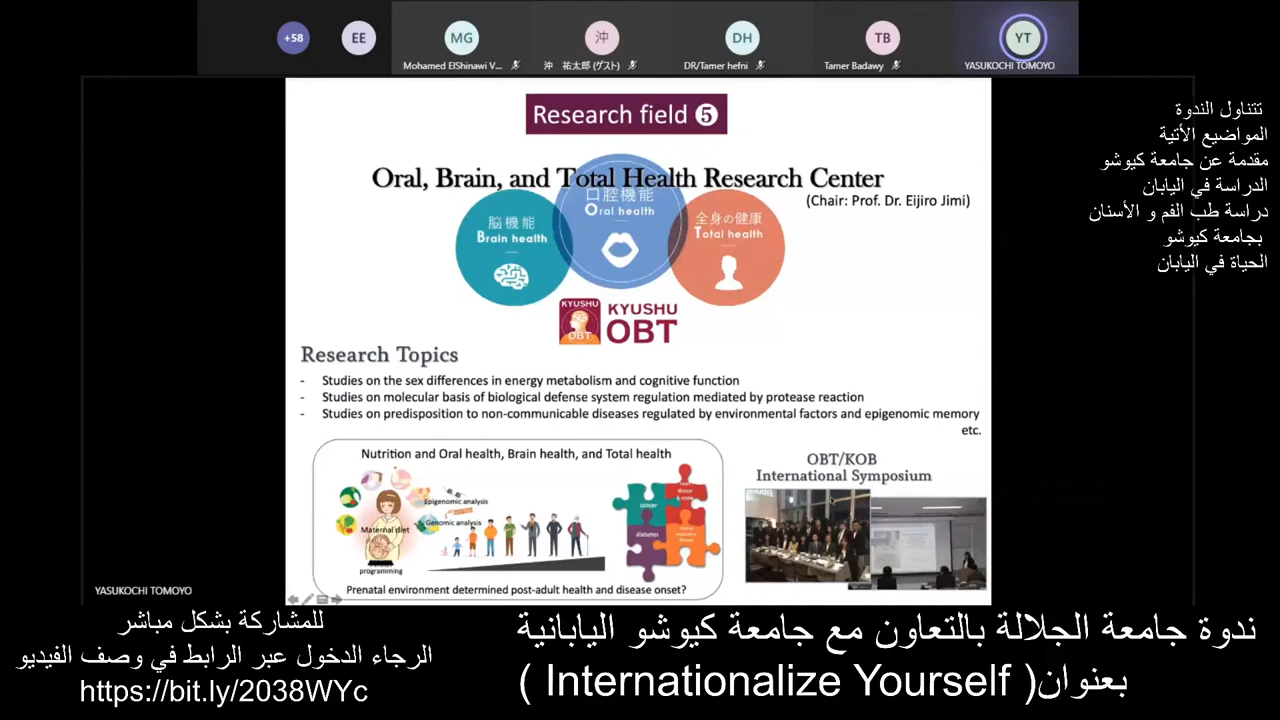 +58
EE
MG
沖
DH
TB
YT
Mohamed ElShinawi V...
沖 祐太郎 (ゲスト)
DR/Tamer hefni
Tamer Badawy
YASUKOCHI TOMOYO
Research field ❺
Oral, Brain, and Total Health Research Center
(Chair: Prof. Dr. Eijiro Jimi)
脳機能
Brain health
口腔機能
Oral health
全身の健康
Total health
KYUSHU
OBT
KYUSHU
OBT
Research Topics
- Studies on the sex differences in energy metabolism and cognitive function
- Studies on molecular basis of biological defense system regulation mediated by protease reaction
- Studies on predisposition to non-communicable diseases regulated by environmental factors and epigenomic memory
etc.
Nutrition and Oral health, Brain health, and Total health
Epigenomic analysis
Genomic analysis
Maternal diet
programming
cancer
diabetes
Prenatal environment determined post-adult health and disease onset?
OBT/KOB
International Symposium
YASUKOCHI TOMOYO
تتناول الندوة
المواضيع الأتية
مقدمة عن جامعة كيوشو
الدراسة في اليابان
دراسة طب الفم و الأسنان
بجامعة كيوشو
الحياة في اليابان
للمشاركة بشكل مباشر
الرجاء الدخول عبر الرابط في وصف الفيديو
https://bit.ly/2038WYc
ندوة جامعة الجلالة بالتعاون مع جامعة كيوشو اليابانية
بعنوان( Internationalize Yourself )